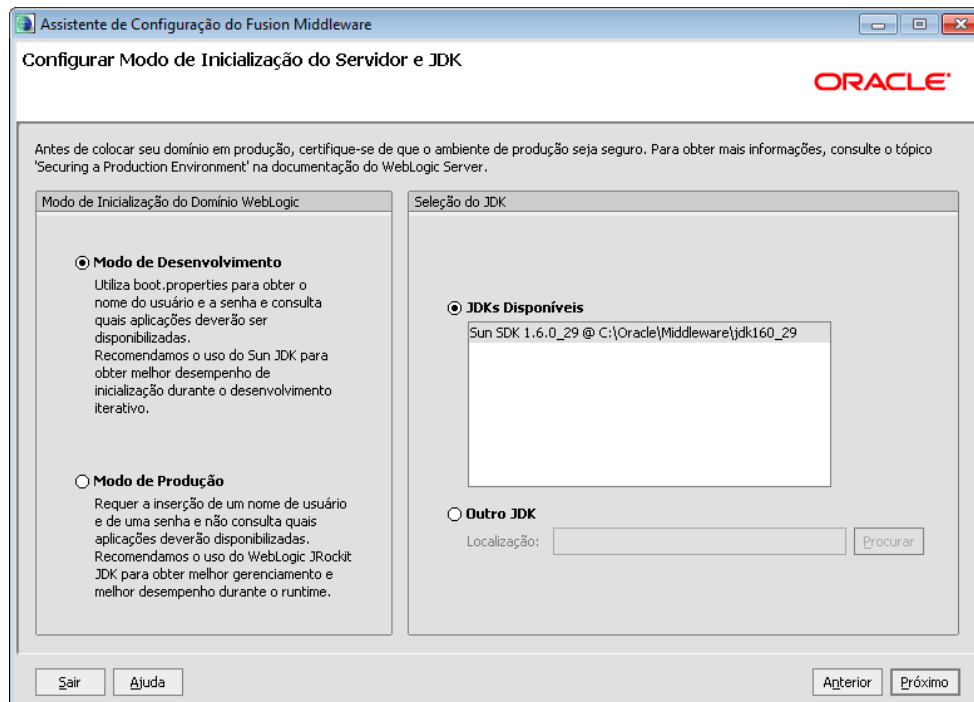 Assistente de Configuração do Fusion Middleware
Configurar Modo de Inicialização do Servidor e JDK
ORACLE
Antes de colocar seu domínio em produção, certifique-se de que o ambiente de produção seja seguro. Para obter mais informações, consulte o tópico
'Securing a Production Environment' na documentação do WebLogic Server.
Modo de Inicialização do Domínio WebLogic
Modo de Desenvolvimento
Utiliza boot.properties para obter o
nome do usuário e a senha e consulta
quais aplicações deverão ser
disponibilizadas.
Recomendamos o uso do Sun JDK para
obter melhor desempenho de
inicialização durante o desenvolvimento
iterativo.
Modo de Produção
Requer a inserção de um nome de usuário
e de uma senha e não consulta quais
aplicações deverão disponibilizadas.
Recomendamos o uso do WebLogic JRockit
JDK para obter melhor gerenciamento e
melhor desempenho durante o runtime.
Seleção do JDK
JDKs Disponíveis
Sun SDK 1.6.0_29 @ C:\Oracle\Middleware\jdk160_29
Outro JDK
Localização:
Procurar
Sair
Ajuda
Anterior
Próximo